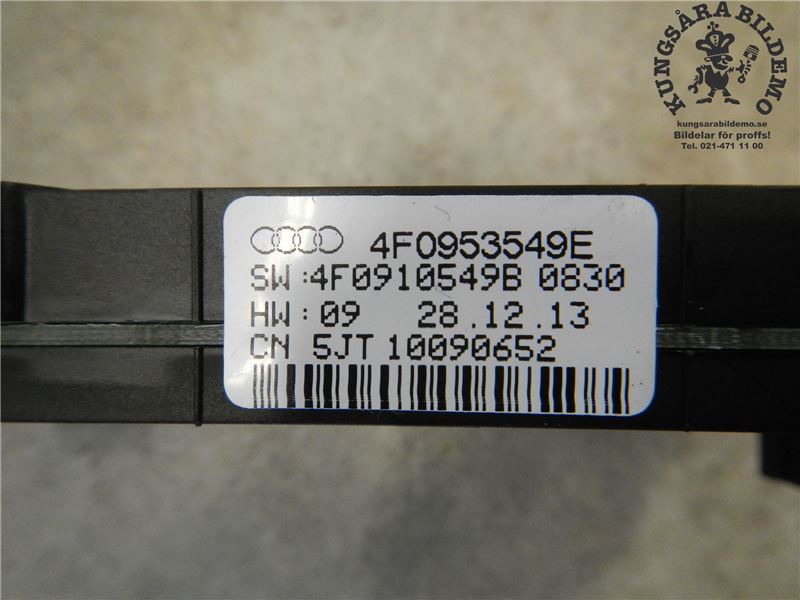 KUNGSÅRA BILDEMO
kungsarabildemo.se
Bildelar för proffs!
Tel. 021-471 11 00
4F0953549E
SW:4F0910549B 0830
HW:09 28.12.13
CN 5JT 10090652